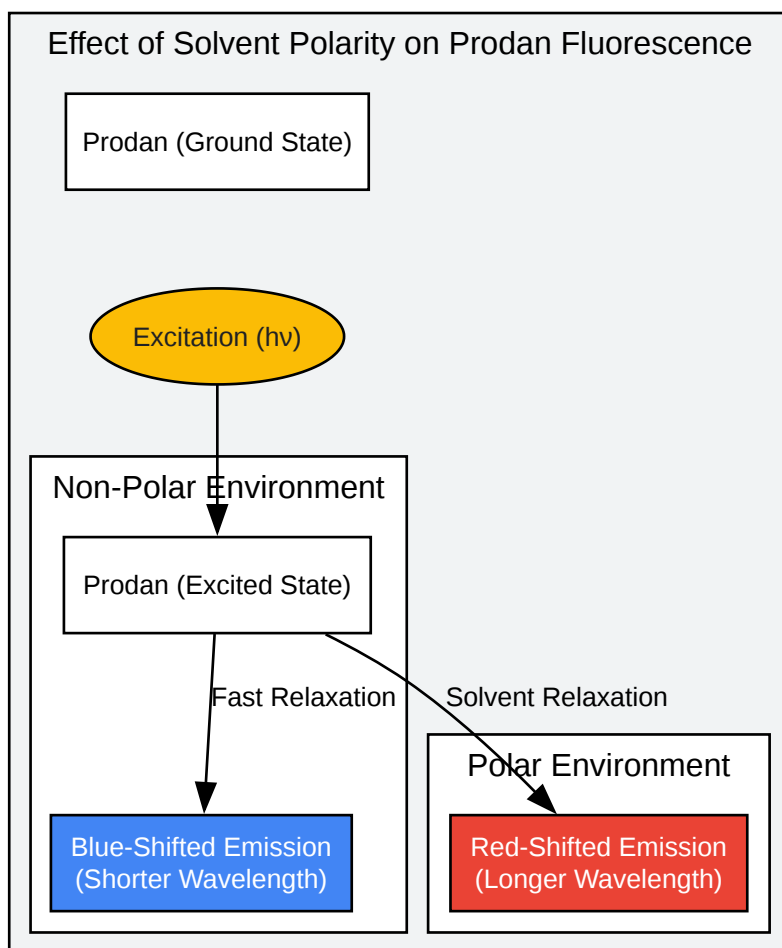 Effect of Solvent Polarity on Prodan Fluorescence
Prodan (Ground State)
Excitation (hν)
Non-Polar Environment
Prodan (Excited State)
Fast Relaxation
Solvent Relaxation
Polar Environment
Blue-Shifted Emission
(Shorter Wavelength)
Red-Shifted Emission
(Longer Wavelength)